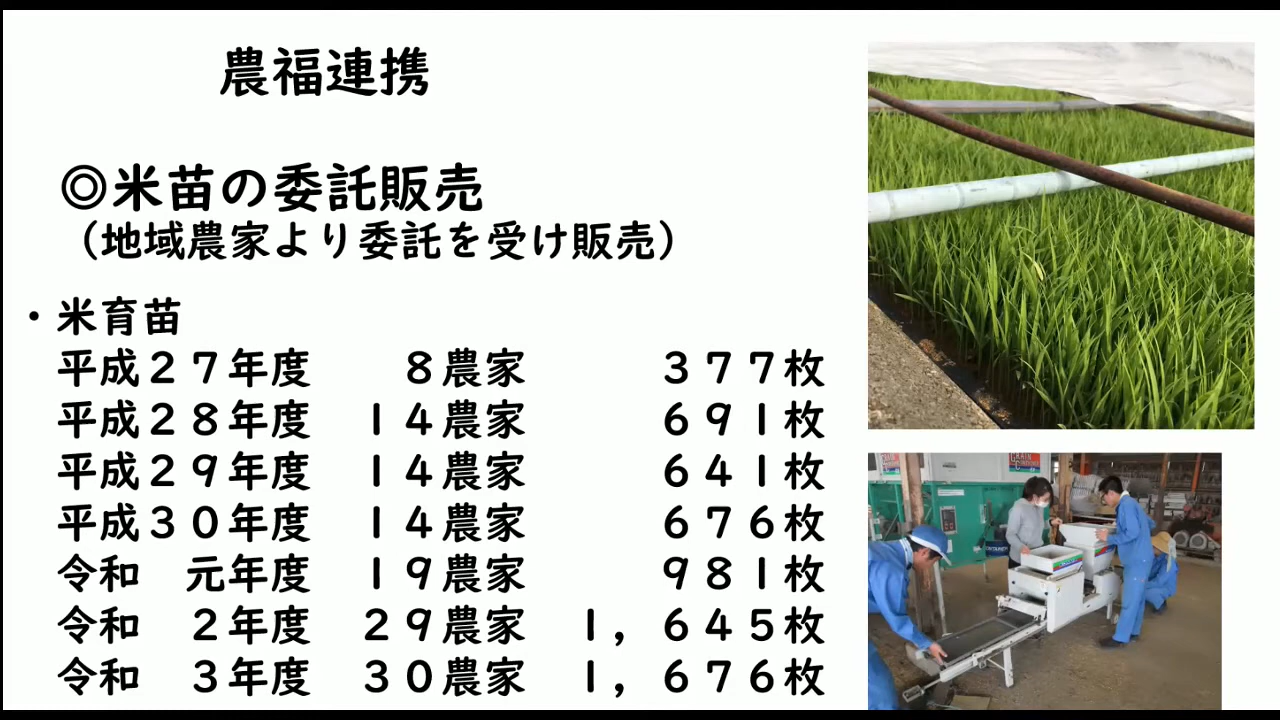 農福連携
◎米苗の委託販売
（地域農家より委託を受け販売）
・米育苗
平成２７年度　　８農家　　　３７７枚
平成２８年度　１４農家　　　６９１枚
平成２９年度　１４農家　　　６４１枚
平成３０年度　１４農家　　　６７６枚
令和　元年度　１９農家　　　９８１枚
令和　２年度　２９農家　１，６４５枚
令和　３年度　３０農家　１，６７６枚